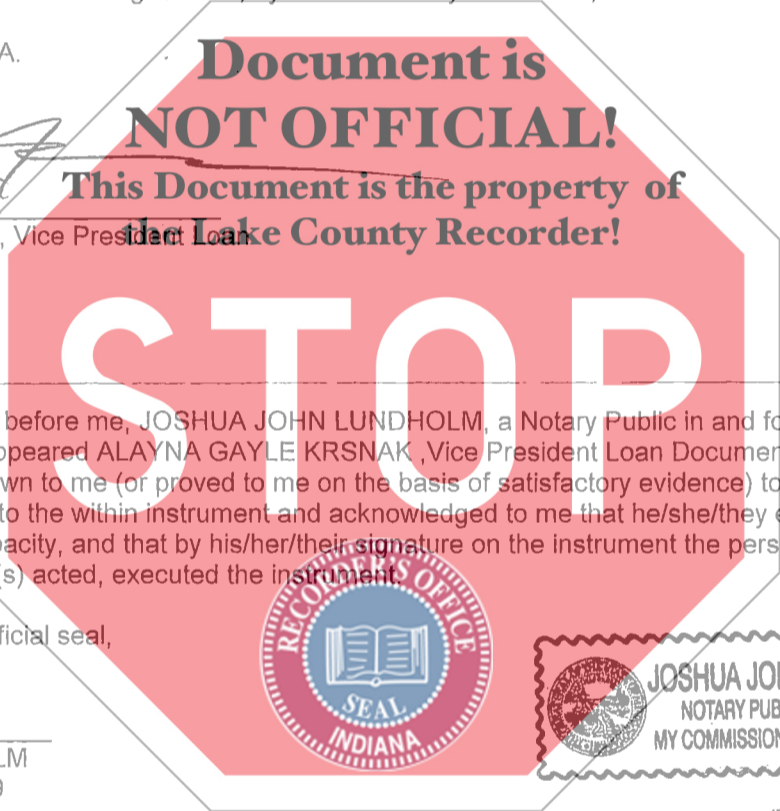 A.
Document is
NOT OFFICIAL!
This Document is the property of
the Lake County Recorder!
, Vice President Loan
STOP
before me, JOSHUA JOHN LUNDHOLM, a Notary Public in and fo
ppeared ALAYNA GAYLE KRSNAK ,Vice President Loan Documen
wn to me (or proved to me on the basis of satisfactory evidence) to
to the within instrument and acknowledged to me that he/she/they e
pacity, and that by his/her/their signature on the instrument the pers
(s) acted, executed the instrument.
ficial seal,
RECORDER'S OFFICE
SEAL
INDIANA
JOSHUA JO
NOTARY PUB
MY COMMISSION
LM
9